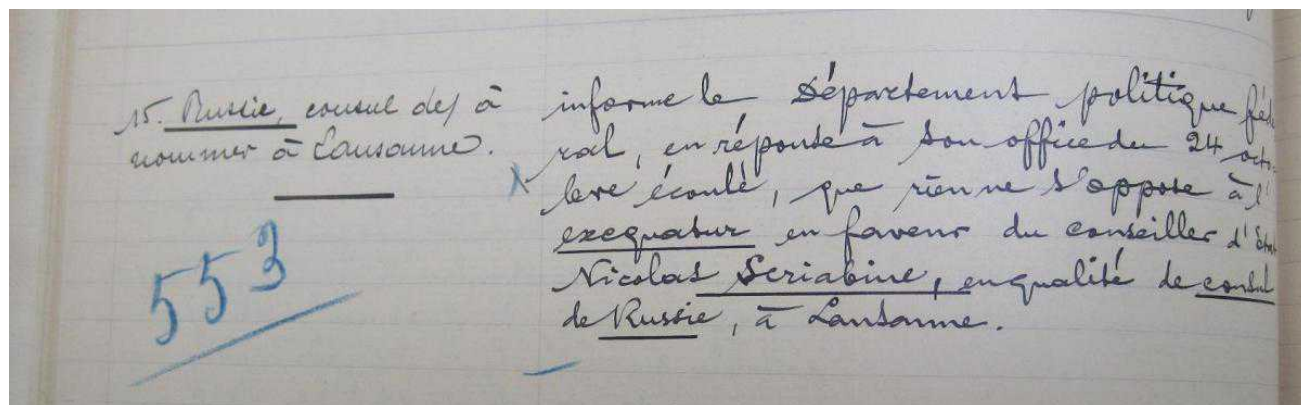 15. Russie, consul de) à
nommer à Lausanne.
553
informe le Département politique fédé
ral, en réponse à son office du 24 octo-
bre écoulé, que rien ne s'oppose à l'
exequatur en faveur du conseiller d'Etat
Nicolas Scriabine, en qualité de consul
de Russie, à Lausanne.